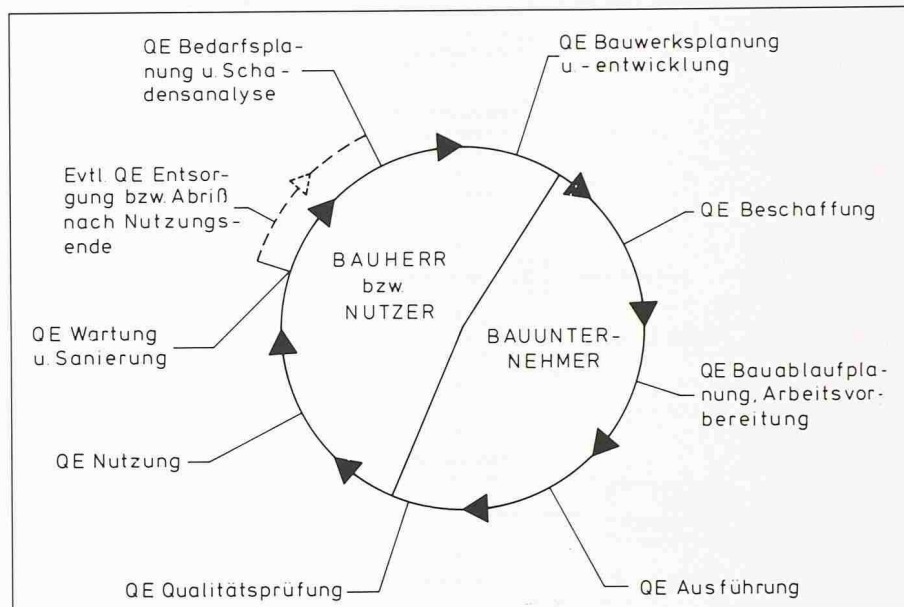 QE Bedarfspla-
nung u. Scha-
densanalyse
QE Bauwerksplanung
u. - entwicklung
Evtl. QE Entsor-
gung bzw. Abriß
nach Nutzungs-
ende
QE Beschaffung
BAUHERR
bzw.
NUTZER
QE Wartung
u. Sanierung
BAUUNTER-
NEHMER
QE Bauablaufpla-
nung, Arbeitsvor-
bereitung
QE Nutzung
QE Qualitätsprüfung
QE Ausführung